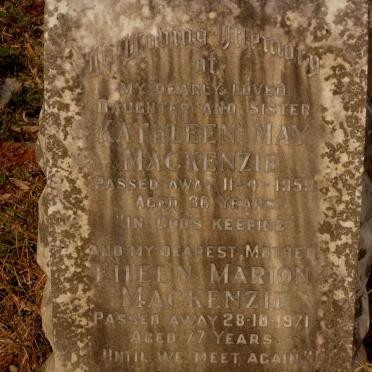 In Loving Memory
of
MY DEARLY LOVED
DAUGHTER AND SISTER
KATHLEEN MAY
MACKENZIE
PASSED AWAY 11-4-1959
AGED 36 YEARS
"IN GOD'S KEEPING"
AND MY DEAREST MOTHER
EILEEN MARION
MACKENZIE
PASSED AWAY 28-10-1971
AGED 77 YEARS.
UNTIL WE MEET AGAIN."